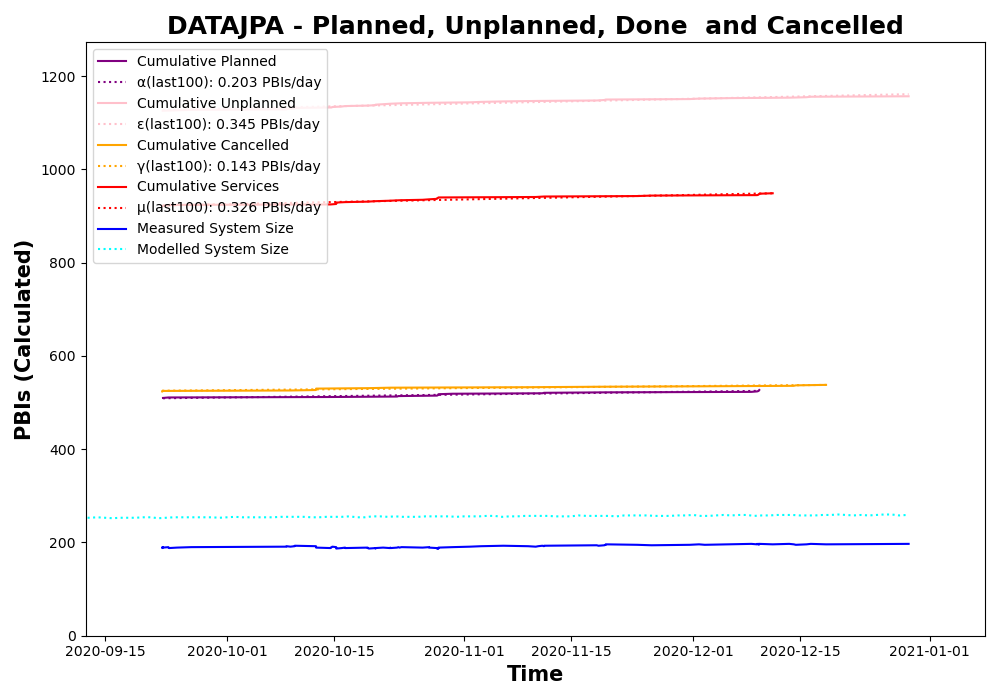 DATAJPA - Planned, Unplanned, Done  and Cancelled
Cumulative Planned
α(last100): 0.203 PBIs/day
Cumulative Unplanned
ε(last100): 0.345 PBIs/day
Cumulative Cancelled
γ(last100): 0.143 PBIs/day
Cumulative Services
μ(last100): 0.326 PBIs/day
Measured System Size
Modelled System Size
PBIs (Calculated)
1200
1000
800
600
400
200
0
2020-09-15 2020-10-01 2020-10-15 2020-11-01 2020-11-15 2020-12-01 2020-12-15 2021-01-01
Time